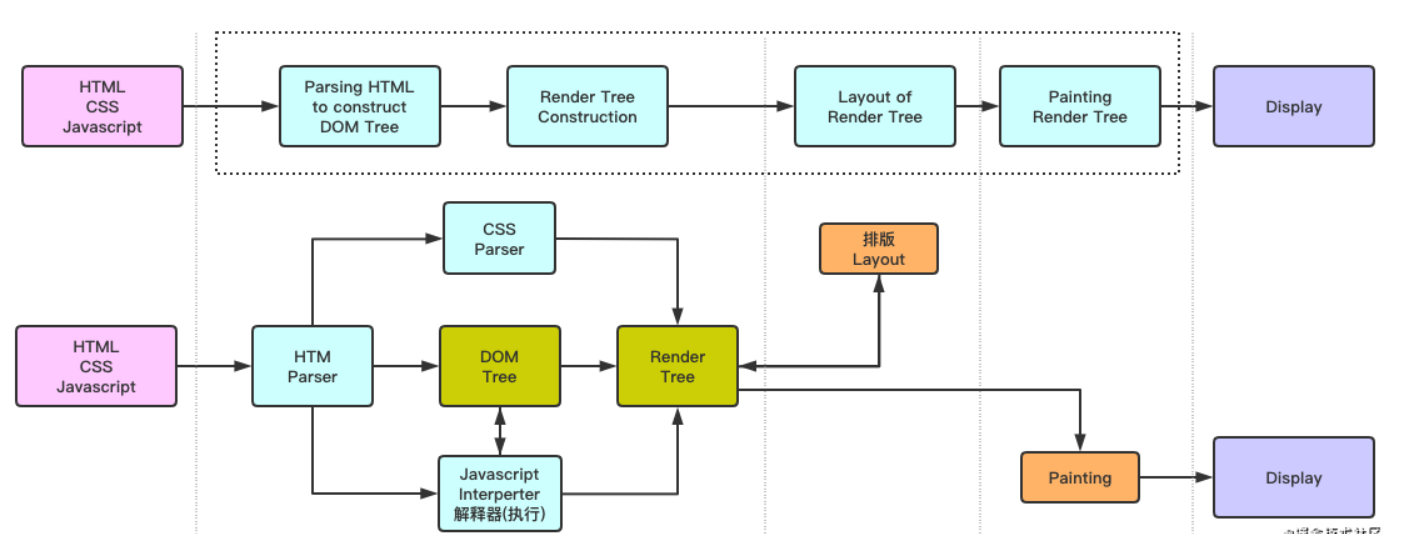 HTML
CSS
Javascript
Parsing HTML
to construct
DOM Tree
Render Tree
Construction
Layout of
Render Tree
Painting
Render Tree
Display
CSS
Parser
排版
Layout
HTML
CSS
Javascript
HTM
Parser
DOM
Tree
Render
Tree
Javascript
Interperter
解释器(执行)
Painting
Display